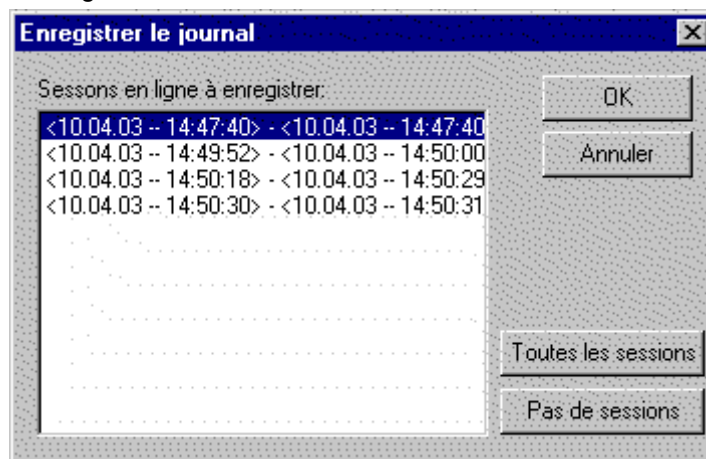 Enregistrer le journal
Sessons en ligne à enregistrer:
<10.04.03 -- 14:47:40> - <10.04.03 -- 14:47:40
<10.04.03 -- 14:49:52> - <10.04.03 -- 14:50:00
<10.04.03 -- 14:50:18> - <10.04.03 -- 14:50:29
<10.04.03 -- 14:50:30> - <10.04.03 -- 14:50:31
OK
Annuler
Toutes les sessions
Pas de sessions